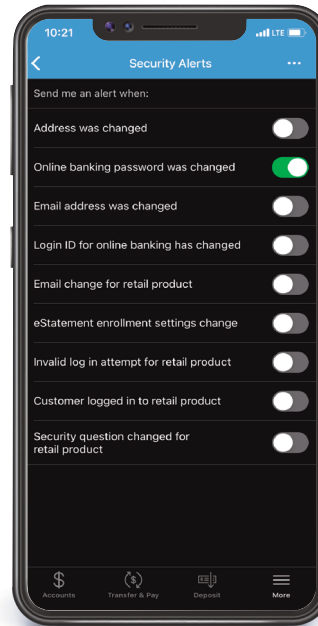 10:21
LTE
Security Alerts
Send me an alert when:
Address was changed
Online banking password was changed
Email address was changed
Login ID for online banking has changed
Email change for retail product
eStatement enrollment settings change
Invalid log in attempt for retail product
Customer logged in to retail product
Security question changed for
retail product
Accounts
Transfer & Pay
Deposit
More